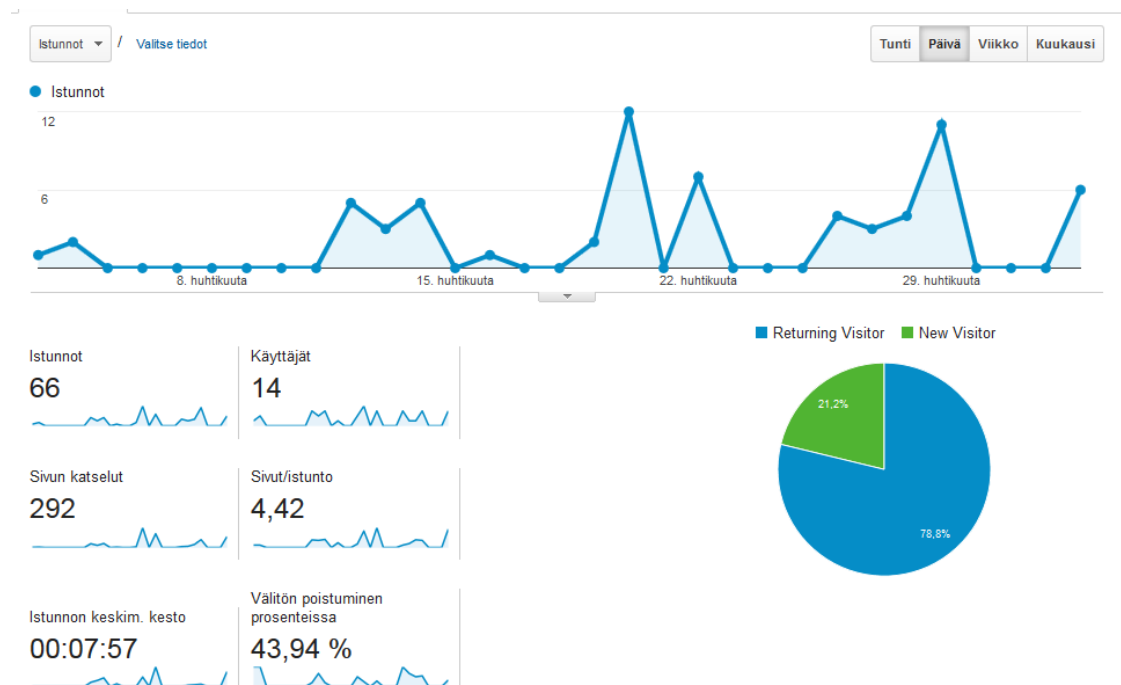 Istunnot / Valitse tiedot
Tunti Päivä Viikko Kuukausi
Istunnot
12
6
8. huhtikuuta 15. huhtikuuta 22. huhtikuuta 29. huhtikuuta
Returning Visitor New Visitor
Istunnot
66
Käyttäjät
14
21,2%
78,8%
Sivun katselut
292
Sivut/istunto
4,42
Istunnon keskim. kesto
00:07:57
Välitön poistuminen
prosenteissa
43,94 %